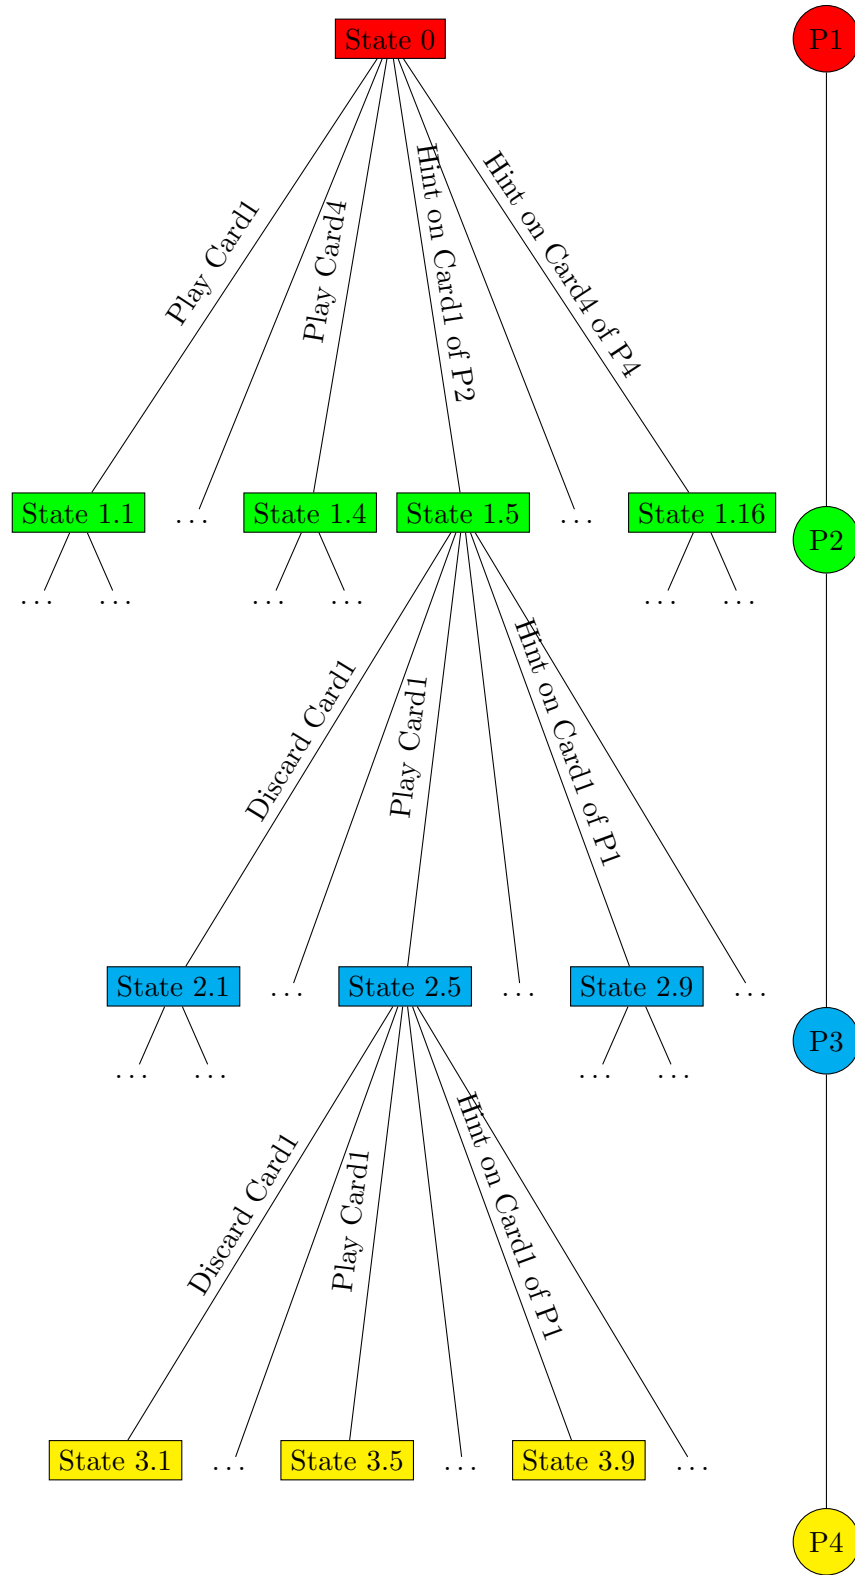 State 0
P1
Play Card1
Play Card4
Hint on Card1 of P2
Hint on Card4 of P4
State 1.1
...
State 1.4
State 1.5
...
State 1.16
P2
...
...
...
...
...
...
Discard Card1
Play Card1
Hint on Card1 of P1
State 2.1
...
State 2.5
...
State 2.9
...
P3
...
...
...
...
Discard Card1
Play Card1
Hint on Card1 of P1
State 3.1
...
State 3.5
...
State 3.9
...
P4